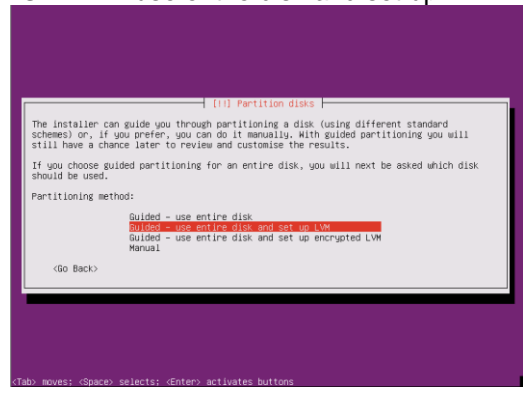 [!!] Partition disks
The installer can guide you through partitioning a disk (using different standard
schemes) or, if you prefer, you can do it manually. With guided partitioning you will
still have a chance later to review and customise the results.
If you choose guided partitioning for an entire disk, you will next be asked which disk
should be used.
Partitioning method:
Guided - use entire disk
Guided - use entire disk and set up LVM
Guided - use entire disk and set up encrypted LVM
Manual
<Go Back>
<Tab> moves; <Space> selects; <Enter> activates buttons